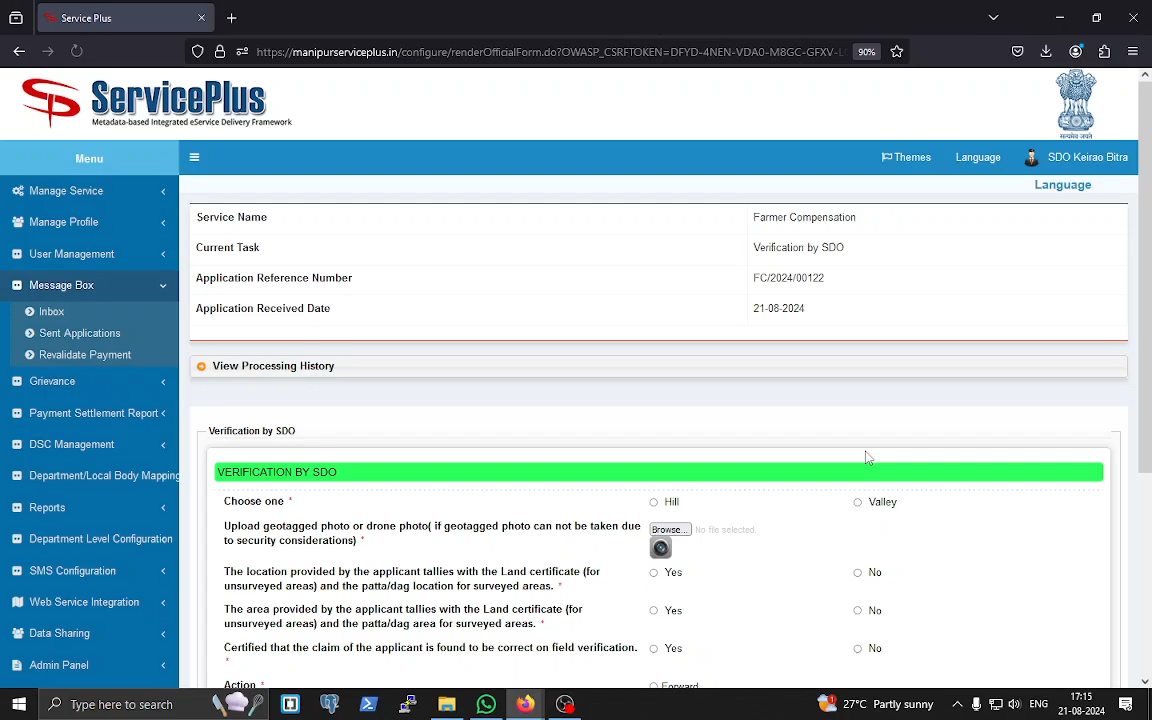 Service Plus
https://manipurserviceplus.in/configure/renderOfficialForm.do?OWASP_CSRFTOKEN=DFYD-4NEN-VDA0-M8GC-GFXV-L
90%
ServicePlus
Metadata-based Integrated eService Delivery Framework
सत्यमेव जयते
Menu
Themes
Language
SDO Keirao Bitra
Language
Manage Service
Manage Profile
User Management
Message Box
Inbox
Sent Applications
Revalidate Payment
Grievance
Payment Settlement Report
DSC Management
Department/Local Body Mapping
Reports
Department Level Configuration
SMS Configuration
Web Service Integration
Data Sharing
Admin Panel
Service Name Farmer Compensation
Current Task Verification by SDO
Application Reference Number FC/2024/00122
Application Received Date 21-08-2024
View Processing History
Verification by SDO
VERIFICATION BY SDO
Choose one * Hill Valley
Upload geotagged photo or drone photo( if geotagged photo can not be taken due
to security considerations) *
Browse... No file selected.
The location provided by the applicant tallies with the Land certificate (for
unsurveyed areas) and the patta/dag location for surveyed areas. *
Yes No
The area provided by the applicant tallies with the Land certificate (for
unsurveyed areas) and the patta/dag area for surveyed areas. *
Yes No
Certified that the claim of the applicant is found to be correct on field verification.
*
Yes No
Action * Forward
Type here to search
1
27°C Partly sunny
ENG
17:15
21-08-2024